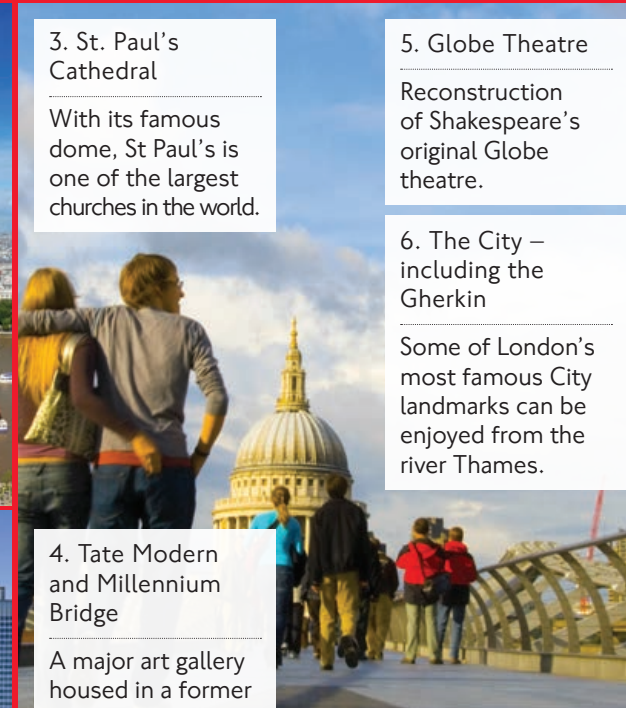 3. St. Paul's
Cathedral
With its famous
dome, St Paul's is
one of the largest
churches in the world.
4. Tate Modern
and Millennium
Bridge
A major art gallery
housed in a former
5. Globe Theatre
Reconstruction
of Shakespeare's
original Globe
theatre.
6. The City –
including the
Gherkin
Some of London's
most famous City
landmarks can be
enjoyed from the
river Thames.